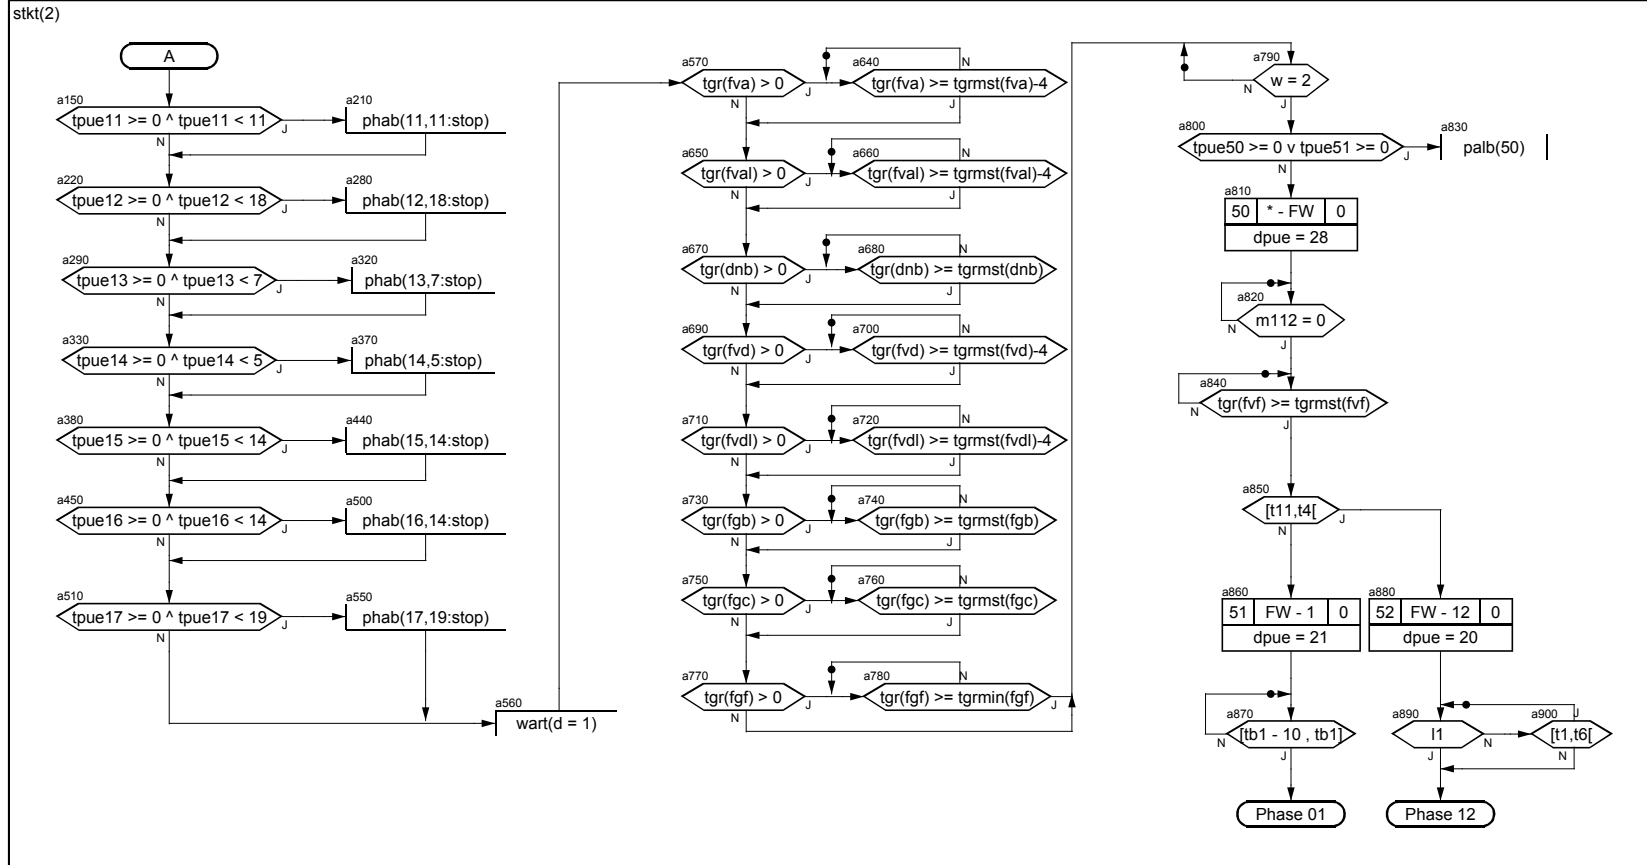 stkt(2)
A
a150
tpue11 >= 0 ^ tpue11 < 11
J
N
a210
phab(11,11:stop)
a220
tpue12 >= 0 ^ tpue12 < 18
J
N
a280
phab(12,18:stop)
a290
tpue13 >= 0 ^ tpue13 < 7
J
N
a320
phab(13,7:stop)
a330
tpue14 >= 0 ^ tpue14 < 5
J
N
a370
phab(14,5:stop)
a380
tpue15 >= 0 ^ tpue15 < 14
J
N
a440
phab(15,14:stop)
a450
tpue16 >= 0 ^ tpue16 < 14
J
N
a500
phab(16,14:stop)
a510
tpue17 >= 0 ^ tpue17 < 19
J
N
a550
phab(17,19:stop)
a560
wart(d = 1)
a570
tgr(fva) > 0
J
N
a640
N
tgr(fva) >= tgrmst(fva)-4
J
a650
tgr(fval) > 0
J
N
a660
N
tgr(fval) >= tgrmst(fval)-4
J
a670
tgr(dnb) > 0
J
N
a680
N
tgr(dnb) >= tgrmst(dnb)
J
a690
tgr(fvd) > 0
J
N
a700
N
tgr(fvd) >= tgrmst(fvd)-4
J
a710
tgr(fvdl) > 0
J
N
a720
N
tgr(fvdl) >= tgrmst(fvdl)-4
J
a730
tgr(fgb) > 0
J
N
a740
N
tgr(fgb) >= tgrmst(fgb)
J
a750
tgr(fgc) > 0
J
N
a760
N
tgr(fgc) >= tgrmst(fgc)
J
a770
tgr(fgf) > 0
J
N
a780
N
tgr(fgf) >= tgrmin(fgf)
J
a790
w = 2
N
J
a800
tpue50 >= 0 v tpue51 >= 0
J
N
a830
palb(50)
a810
50 * - FW 0
dpue = 28
a820
m112 = 0
N
J
a840
tgr(fvf) >= tgrmst(fvf)
N
J
a850
[t11,t4[
J
N
a860
51 FW - 1 0
dpue = 21
a870
[tb1 - 10 , tb1]
N
J
Phase 01
a880
52 FW - 12 0
dpue = 20
a890
l1
N
J
a900
J
[t1,t6[
N
Phase 12